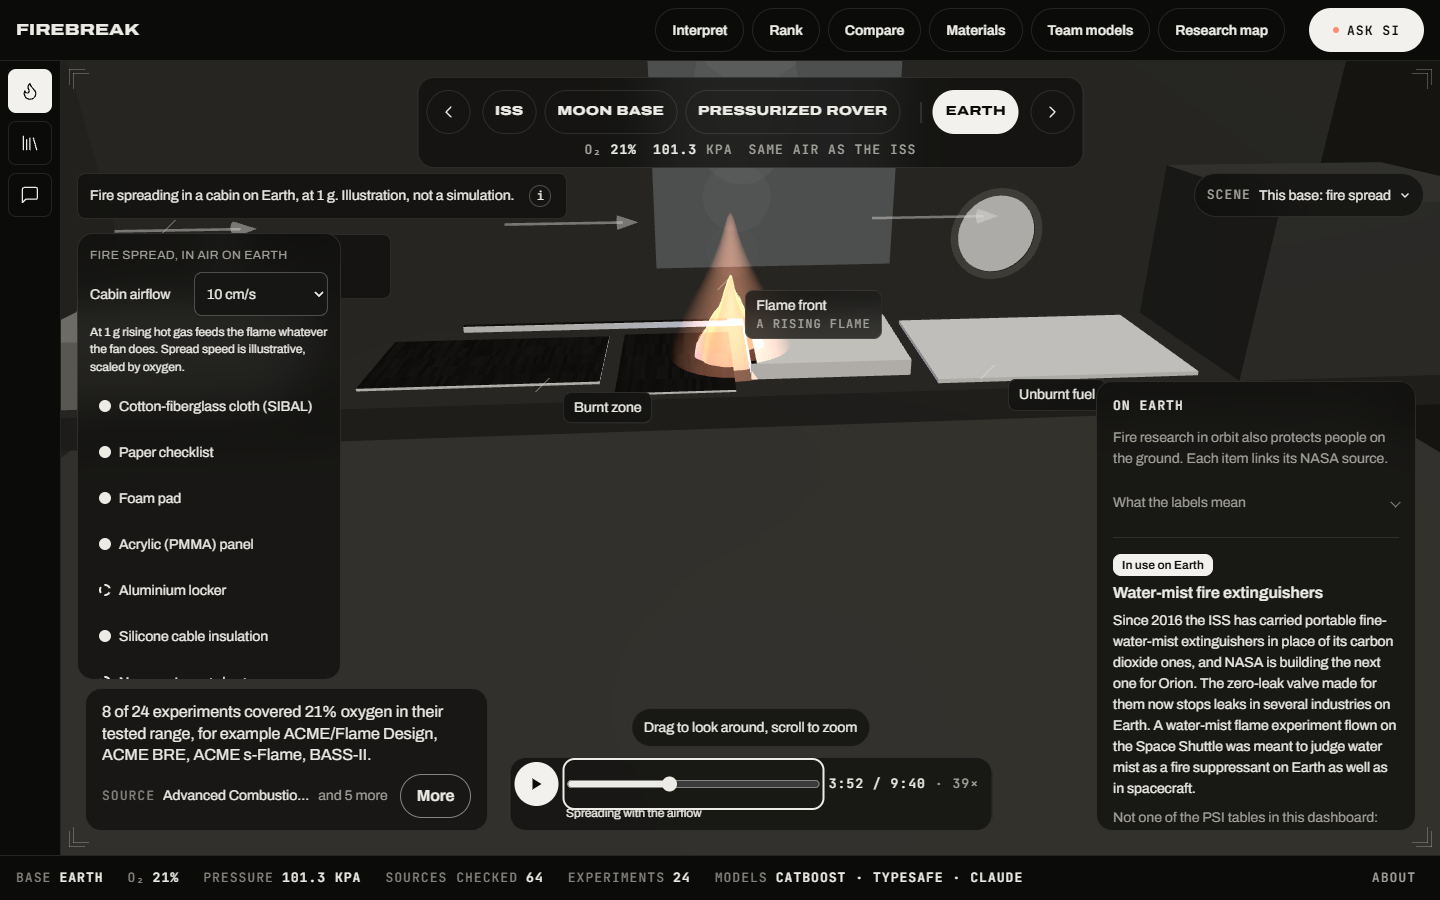 FIREBREAK
Interpret
Rank
Compare
Materials
Team models
Research map
ASK SI
ISS
MOON BASE
PRESSURIZED ROVER
EARTH
O₂ 21% 101.3 KPA SAME AIR AS THE ISS
Fire spreading in a cabin on Earth, at 1 g. Illustration, not a simulation.
i
SCENE This base: fire spread
FIRE SPREAD, IN AIR ON EARTH
Cabin airflow 10 cm/s
At 1 g rising hot gas feeds the flame whatever
the fan does. Spread speed is illustrative,
scaled by oxygen.
Cotton-fiberglass cloth (SIBAL)
Paper checklist
Foam pad
Acrylic (PMMA) panel
Aluminium locker
Silicone cable insulation
Flame front
A RISING FLAME
Burnt zone
Unburnt fuel
ON EARTH
Fire research in orbit also protects people on
the ground. Each item links its NASA source.
What the labels mean
In use on Earth
Water-mist fire extinguishers
Since 2016 the ISS has carried portable fine-
water-mist extinguishers in place of its carbon
dioxide ones, and NASA is building the next
one for Orion. The zero-leak valve made for
them now stops leaks in several industries on
Earth. A water-mist flame experiment flown on
the Space Shuttle was meant to judge water
mist as a fire suppressant on Earth as well as
in spacecraft.
Not one of the PSI tables in this dashboard:
8 of 24 experiments covered 21% oxygen in their
tested range, for example ACME/Flame Design,
ACME BRE, ACME s-Flame, BASS-II.
SOURCE Advanced Combustio... and 5 more More
Drag to look around, scroll to zoom
3:52 / 9:40 · 39×
Spreading with the airflow
BASE EARTH O₂ 21% PRESSURE 101.3 KPA SOURCES CHECKED 64 EXPERIMENTS 24 MODELS CATBOOST · TYPESAFE · CLAUDE ABOUT